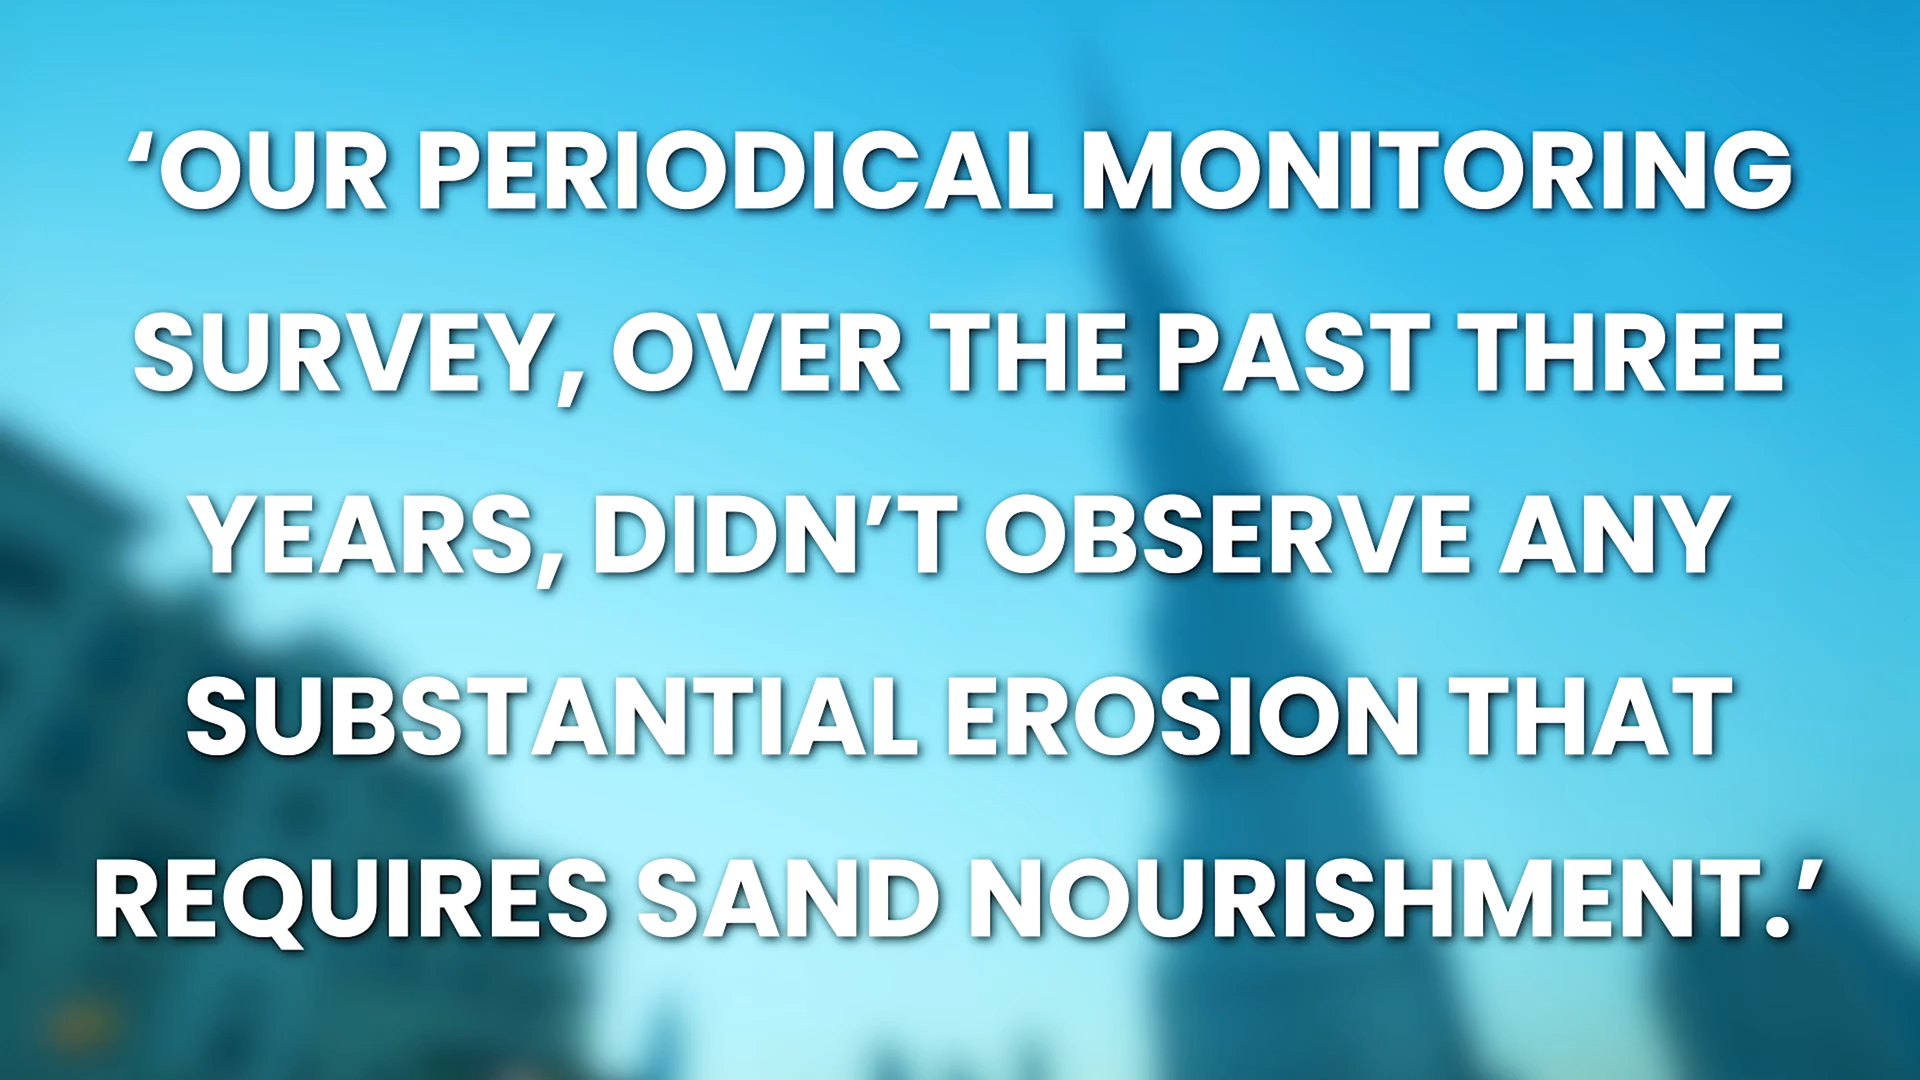 ‘OUR PERIODICAL MONITORING
SURVEY, OVER THE PAST THREE
YEARS, DIDN’T OBSERVE ANY
SUBSTANTIAL EROSION THAT
REQUIRES SAND NOURISHMENT.’